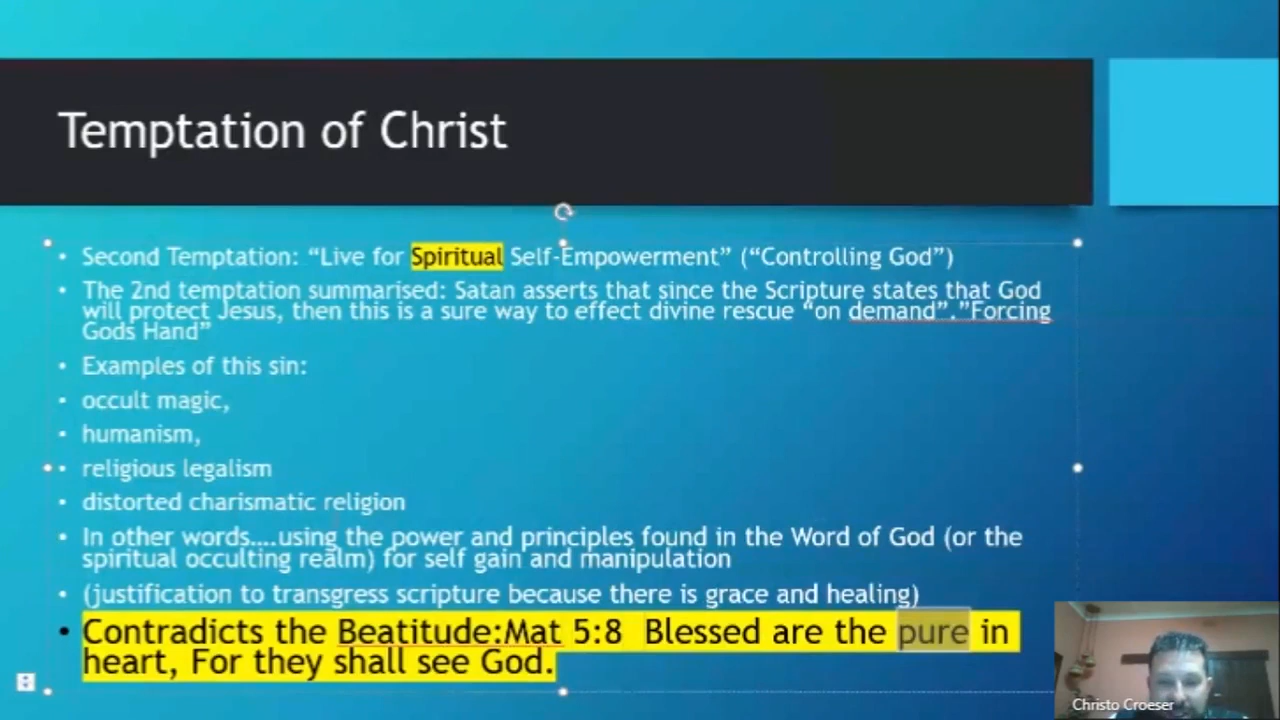 Temptation of Christ
• Second Temptation: “Live for Spiritual Self-Empowerment” (“Controlling God”)
• The 2nd temptation summarised: Satan asserts that since the Scripture states that God
will protect Jesus, then this is a sure way to effect divine rescue “on demand”.”Forcing
Gods Hand”
• Examples of this sin:
• occult magic,
• humanism,
• religious legalism
• distorted charismatic religion
• In other words….using the power and principles found in the Word of God (or the
spiritual occulting realm) for self gain and manipulation
• (justification to transgress scripture because there is grace and healing)
• Contradicts the Beatitude:Mat 5:8  Blessed are the pure in
heart, For they shall see God.
Christo Croeser